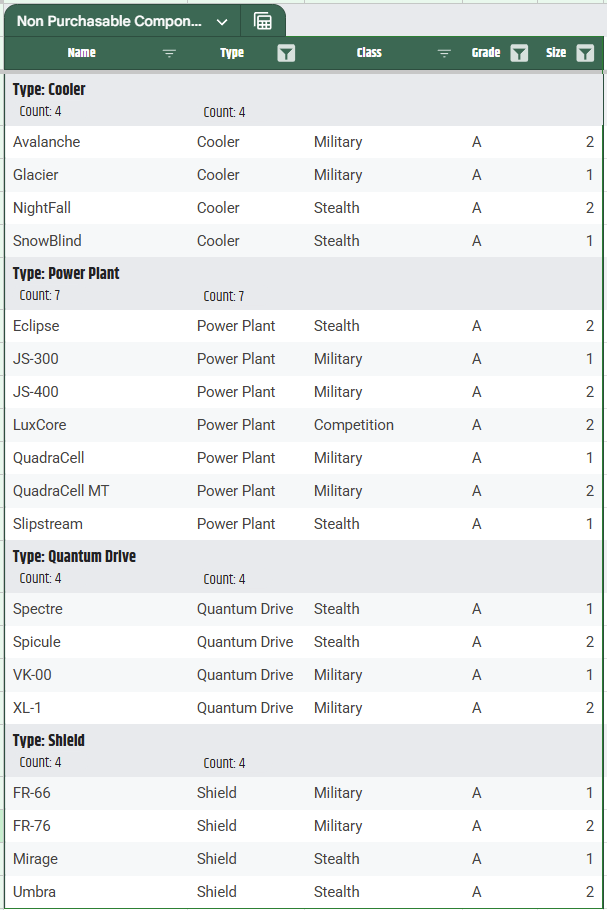 Non Purchasable Compon...
Name Type Class Grade Size
Type: Cooler
Count: 4 Count: 4
Avalanche Cooler Military A 2
Glacier Cooler Military A 1
NightFall Cooler Stealth A 2
SnowBlind Cooler Stealth A 1
Type: Power Plant
Count: 7 Count: 7
Eclipse Power Plant Stealth A 2
JS-300 Power Plant Military A 1
JS-400 Power Plant Military A 2
LuxCore Power Plant Competition A 2
QuadraCell Power Plant Military A 1
QuadraCell MT Power Plant Military A 2
Slipstream Power Plant Stealth A 1
Type: Quantum Drive
Count: 4 Count: 4
Spectre Quantum Drive Stealth A 1
Spicule Quantum Drive Stealth A 2
VK-00 Quantum Drive Military A 1
XL-1 Quantum Drive Military A 2
Type: Shield
Count: 4 Count: 4
FR-66 Shield Military A 1
FR-76 Shield Military A 2
Mirage Shield Stealth A 1
Umbra Shield Stealth A 2